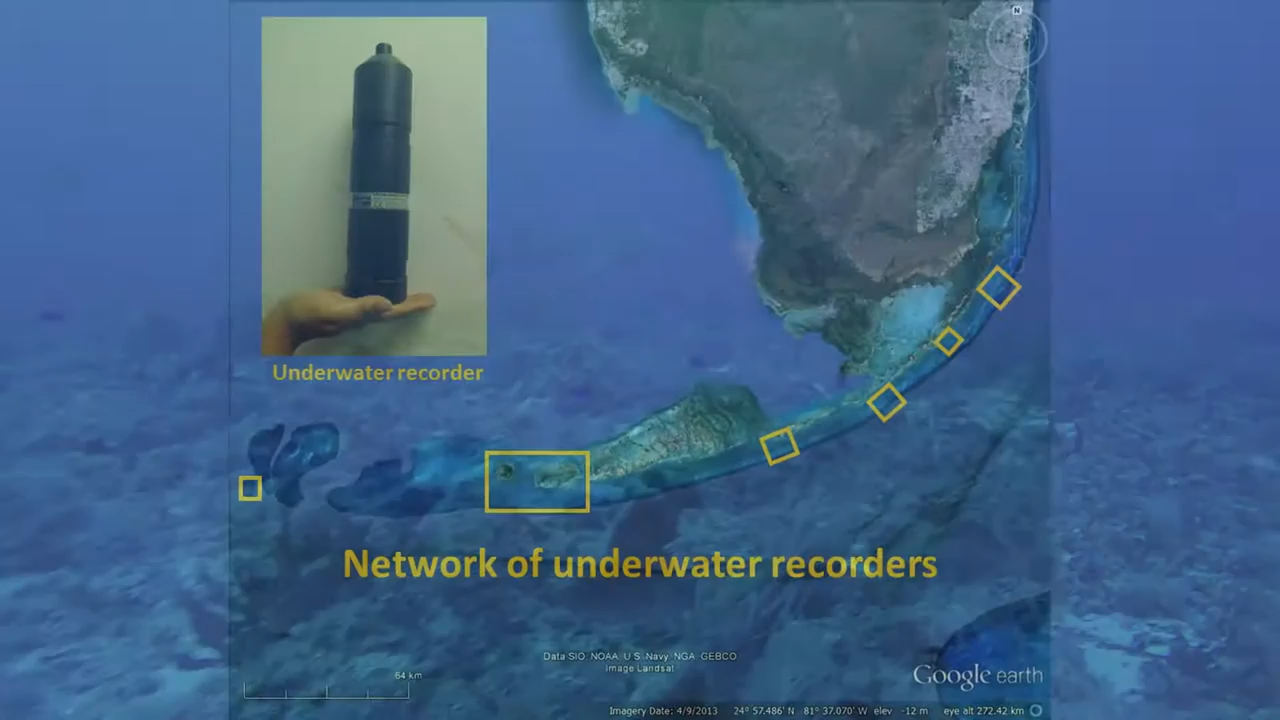 N
Underwater recorder
Network of underwater recorders
Data SIO, NOAA, U.S. Navy, NGA, GEBCO
Image Landsat
64 km
Google earth
Imagery Date: 4/9/2013 24° 57.486' N 81° 37.070' W elev -12 m eye alt 272.42 km